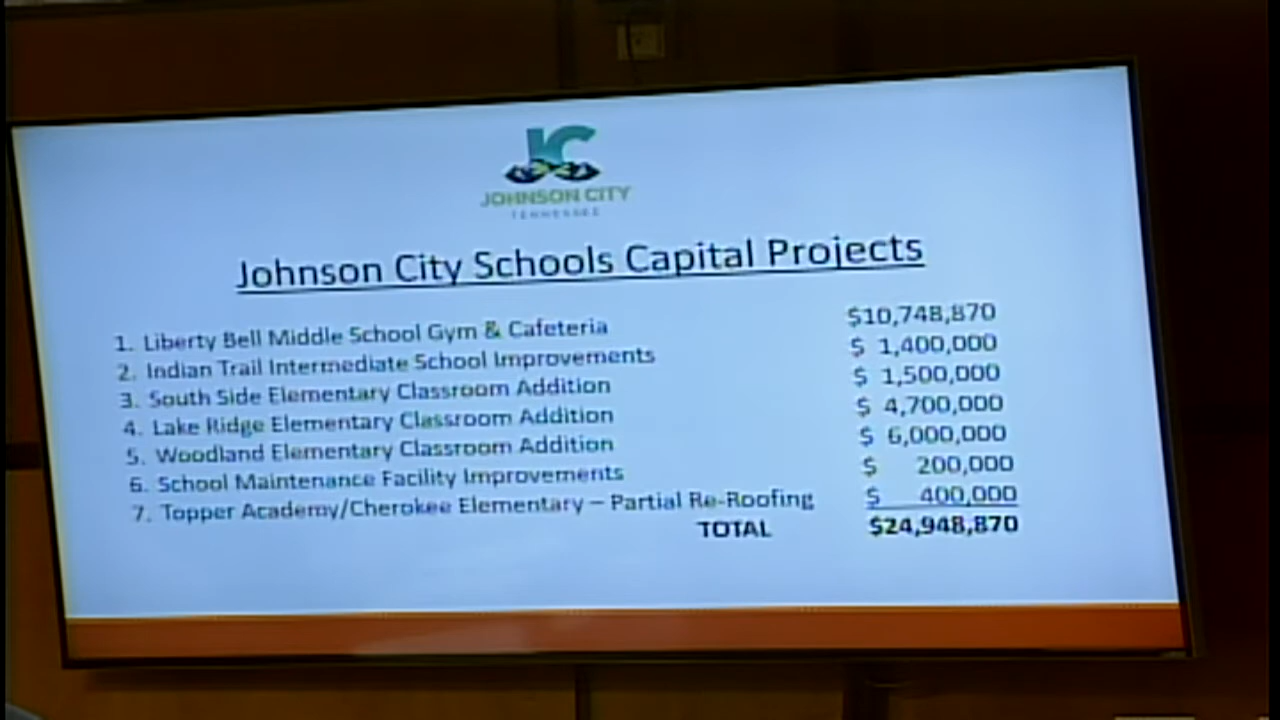 JC
JOHNSON CITY
TENNESSEE
Johnson City Schools Capital Projects
1. Liberty Bell Middle School Gym & Cafeteria $10,748,870
2. Indian Trail Intermediate School Improvements $ 1,400,000
3. South Side Elementary Classroom Addition $ 1,500,000
4. Lake Ridge Elementary Classroom Addition $ 4,700,000
5. Woodland Elementary Classroom Addition $ 6,000,000
6. School Maintenance Facility Improvements $ 200,000
7. Topper Academy/Cherokee Elementary – Partial Re-Roofing $ 400,000
TOTAL $24,948,870